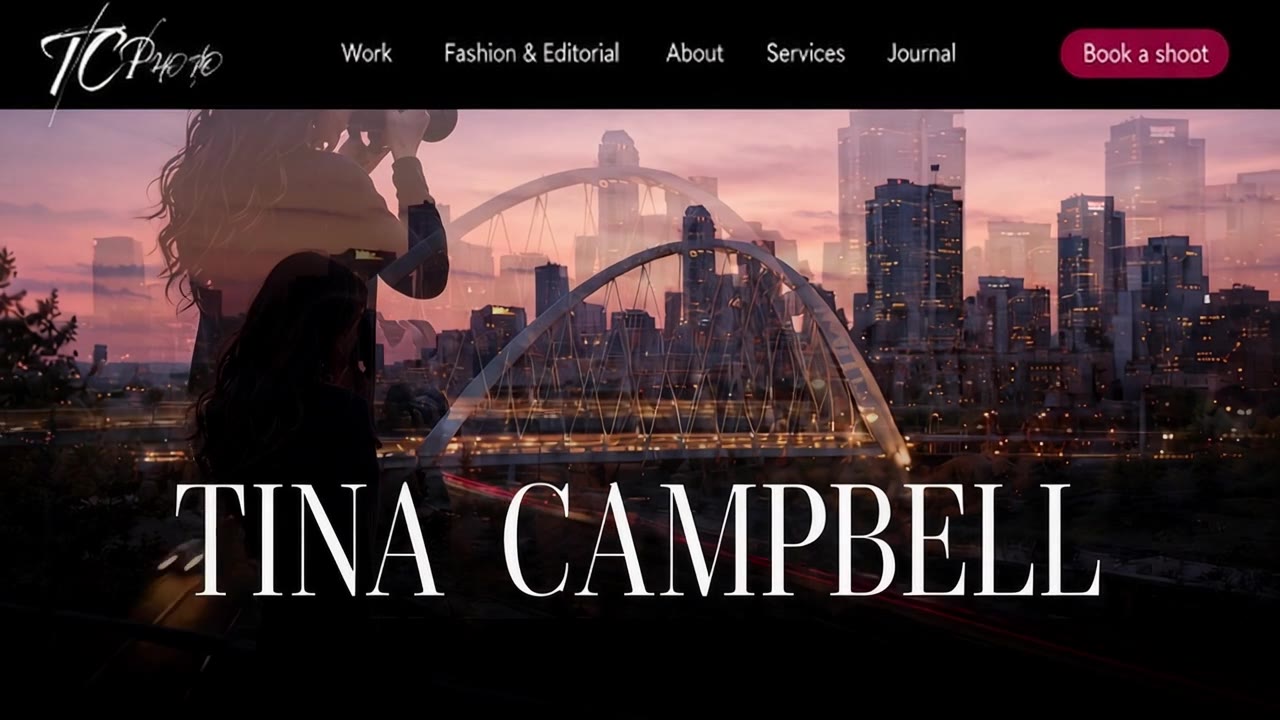 TCPhoto
Work
Fashion & Editorial
About
Services
Journal
Book a shoot
TINA CAMPBELL